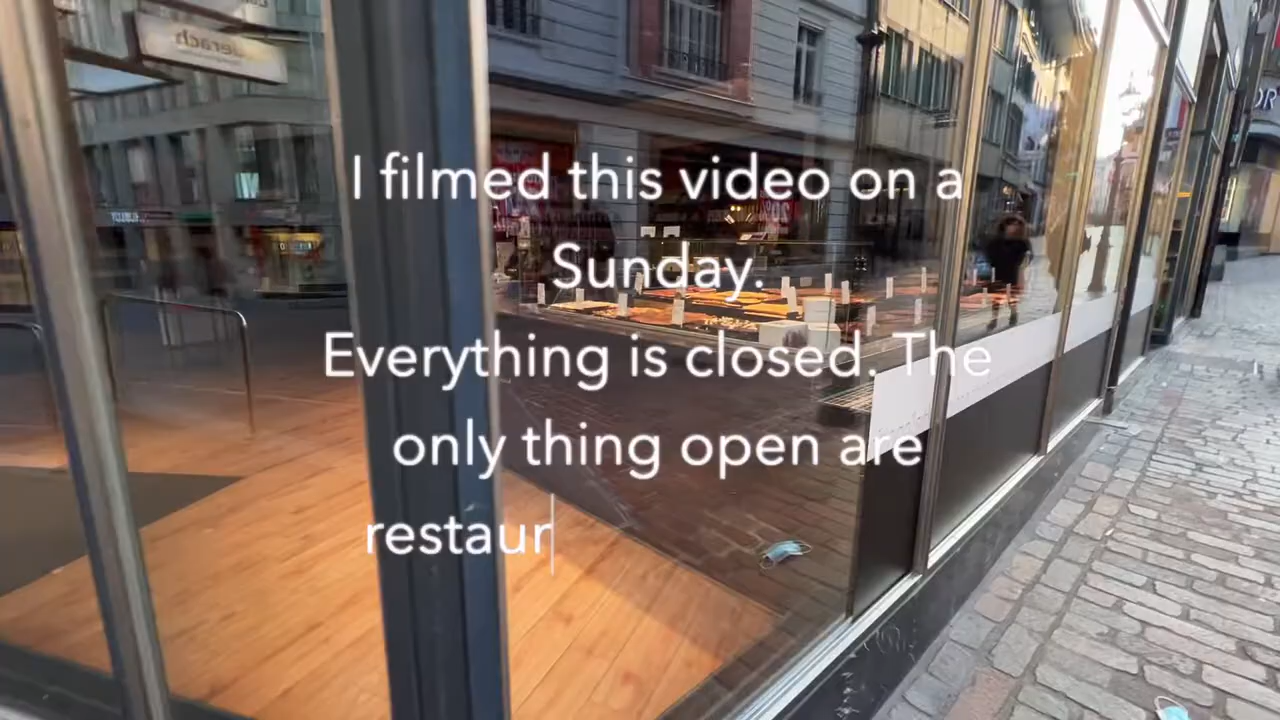 I filmed this video on a
Sunday.
Everything is closed. The
only thing open are
restaur